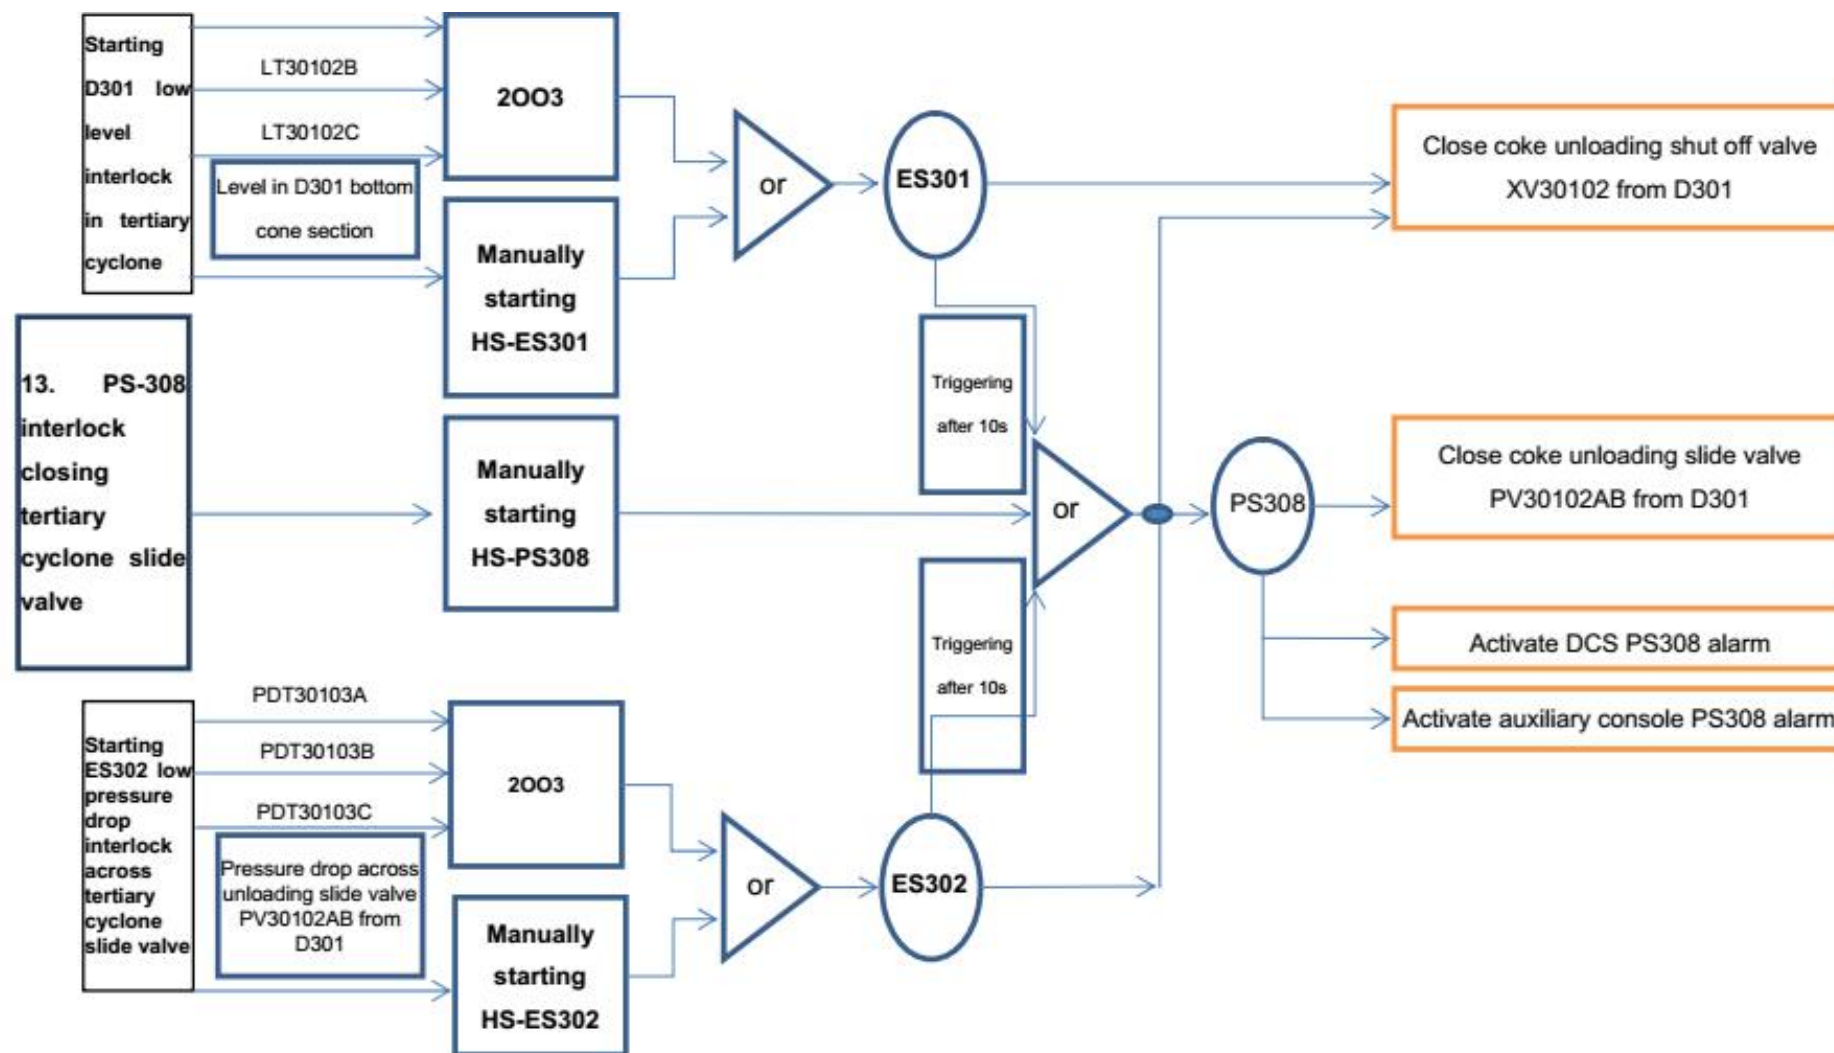 Starting
D301 low
level
interlock
in tertiary
cyclone
LT30102B
LT30102C
Level in D301 bottom
cone section
2OO3
Manually
starting
HS-ES301
or
ES301
Close coke unloading shut off valve
XV30102 from D301
13. PS-308
interlock
closing
tertiary
cyclone slide
valve
Manually
starting
HS-PS308
Triggering
after 10s
or
PS308
Close coke unloading slide valve
PV30102AB from D301
Triggering
after 10s
Activate DCS PS308 alarm
Activate auxiliary console PS308 alarm
Starting
ES302 low
pressure
drop
interlock
across
tertiary
cyclone
slide valve
PDT30103A
PDT30103B
PDT30103C
Pressure drop across
unloading slide valve
PV30102AB from
D301
2OO3
Manually
starting
HS-ES302
or
ES302